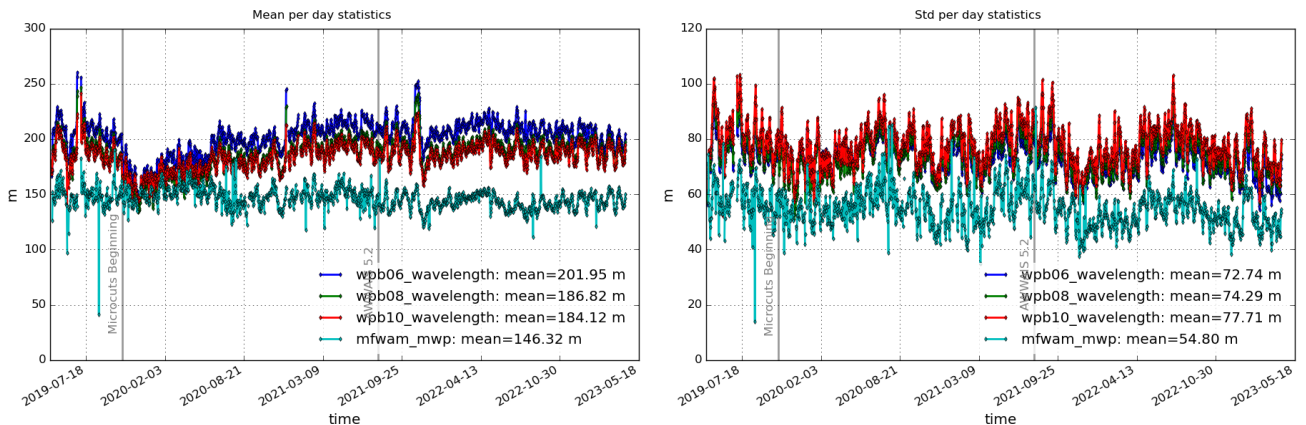 Mean per day statistics
300
250
200
150
100
50
0
m
Microcuts Beginning
wpb06_wavelength: mean=201.95 m
wpb08_wavelength: mean=186.82 m
wpb10_wavelength: mean=184.12 m
mfwam_mwp: mean=146.32 m
2019-07-18
2020-02-03
2020-08-21
2021-03-09
2021-09-25
2022-04-13
2022-10-30
2023-05-18
time
Std per day statistics
120
100
80
60
40
20
0
m
Microcuts Beginning
5.2
wpb06_wavelength: mean=72.74 m
wpb08_wavelength: mean=74.29 m
wpb10_wavelength: mean=77.71 m
mfwam_mwp: mean=54.80 m
2019-07-18
2020-02-03
2020-08-21
2021-03-09
2021-09-25
2022-04-13
2022-10-30
2023-05-18
time